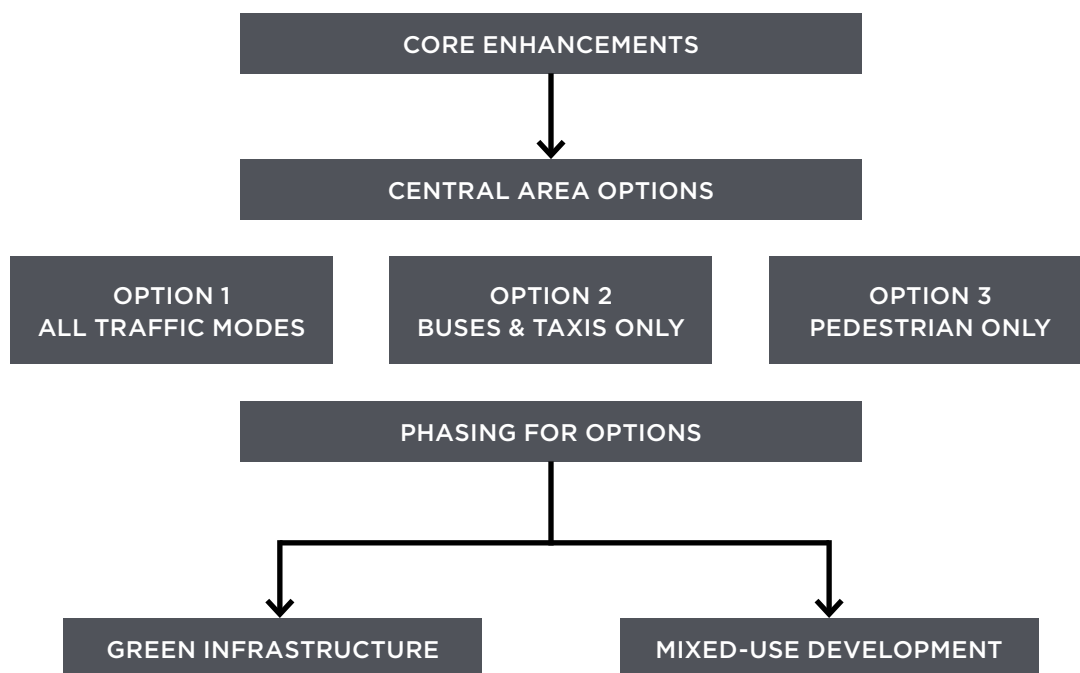 CORE ENHANCEMENTS
CENTRAL AREA OPTIONS
OPTION 1
ALL TRAFFIC MODES
OPTION 2
BUSES & TAXIS ONLY
OPTION 3
PEDESTRIAN ONLY
PHASING FOR OPTIONS
GREEN INFRASTRUCTURE
MIXED-USE DEVELOPMENT